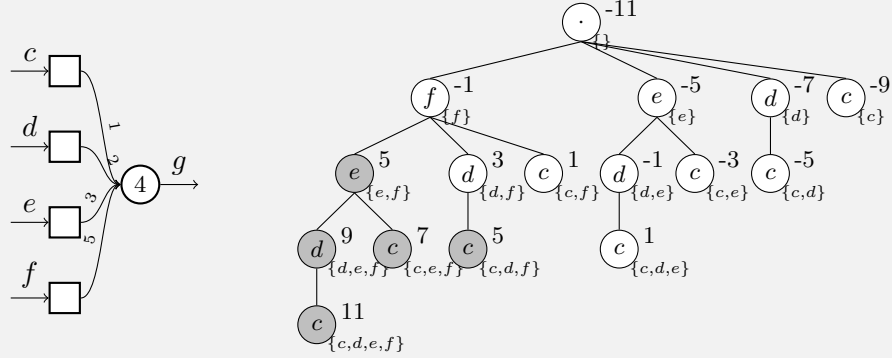 c
1
d
2
e
3
f
5
4
g
· -11
{}
f -1
{f}
e -5
{e}
d -7
{d}
c -9
{c}
e 5
{e,f}
d 3
{d,f}
c 1
{c,f}
d -1
{d,e}
c -3
{c,e}
c -5
{c,d}
d 9
{d,e,f}
c 7
{c,e,f}
c 5
{c,d,f}
c 1
{c,d,e}
c 11
{c,d,e,f}